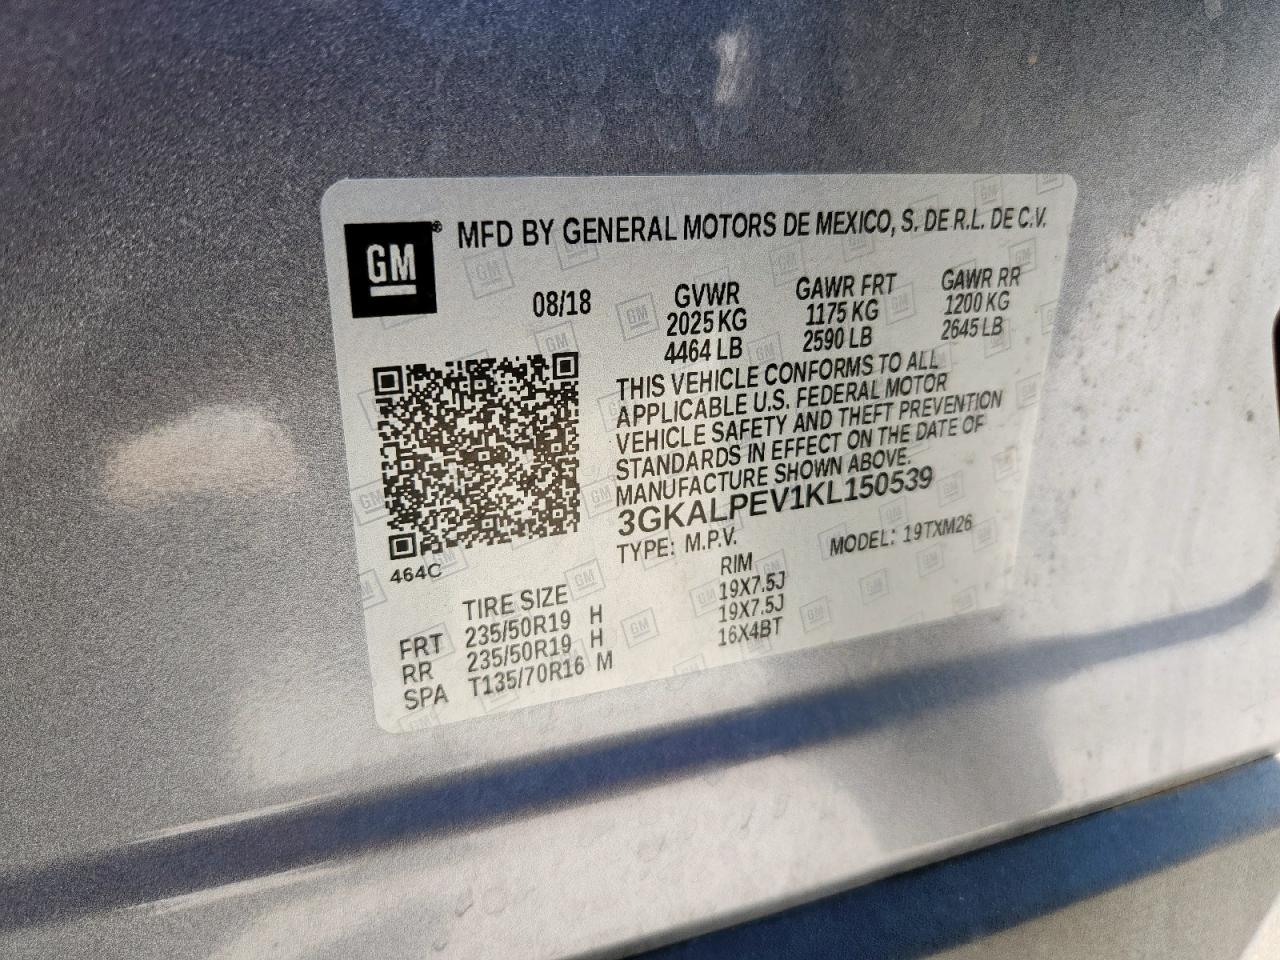 GM® MFD BY GENERAL MOTORS DE MEXICO, S. DE R.L. DE C.V.
08/18 GVWR GAWR FRT GAWR RR
2025 KG 1175 KG 1200 KG
4464 LB 2590 LB 2645 LB
THIS VEHICLE CONFORMS TO ALL
APPLICABLE U.S. FEDERAL MOTOR
VEHICLE SAFETY AND THEFT PREVENTION
STANDARDS IN EFFECT ON THE DATE OF
MANUFACTURE SHOWN ABOVE.
3GKALPEV1KL150539
TYPE: M.P.V. MODEL: 19TXM26
464C
TIRE SIZE RIM
FRT 235/50R19 H 19X7.5J
RR 235/50R19 H 19X7.5J
SPA T135/70R16 M 16X4BT